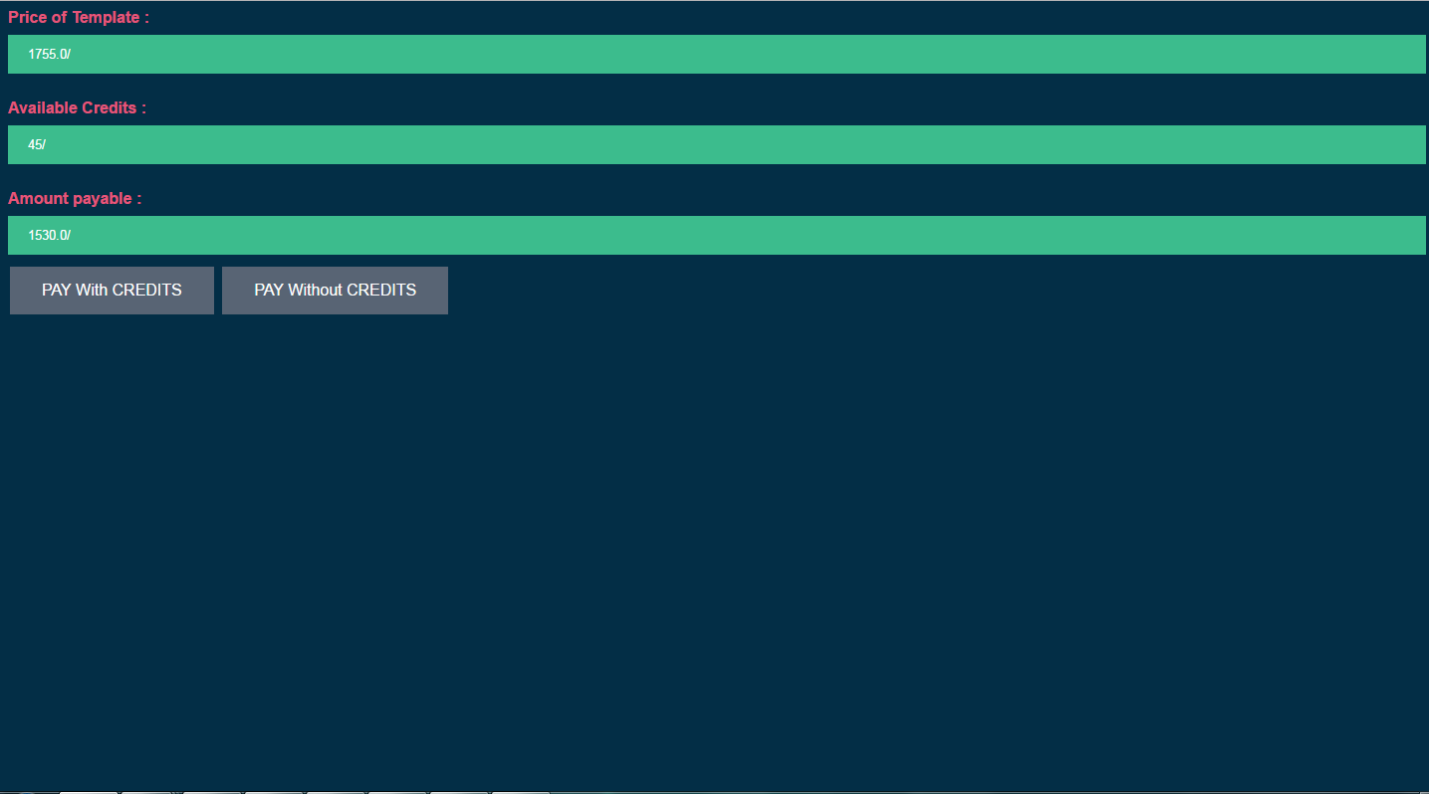 Price of Template :
1755.0/
Available Credits :
45/
Amount payable :
1530.0/
PAY With CREDITS
PAY Without CREDITS